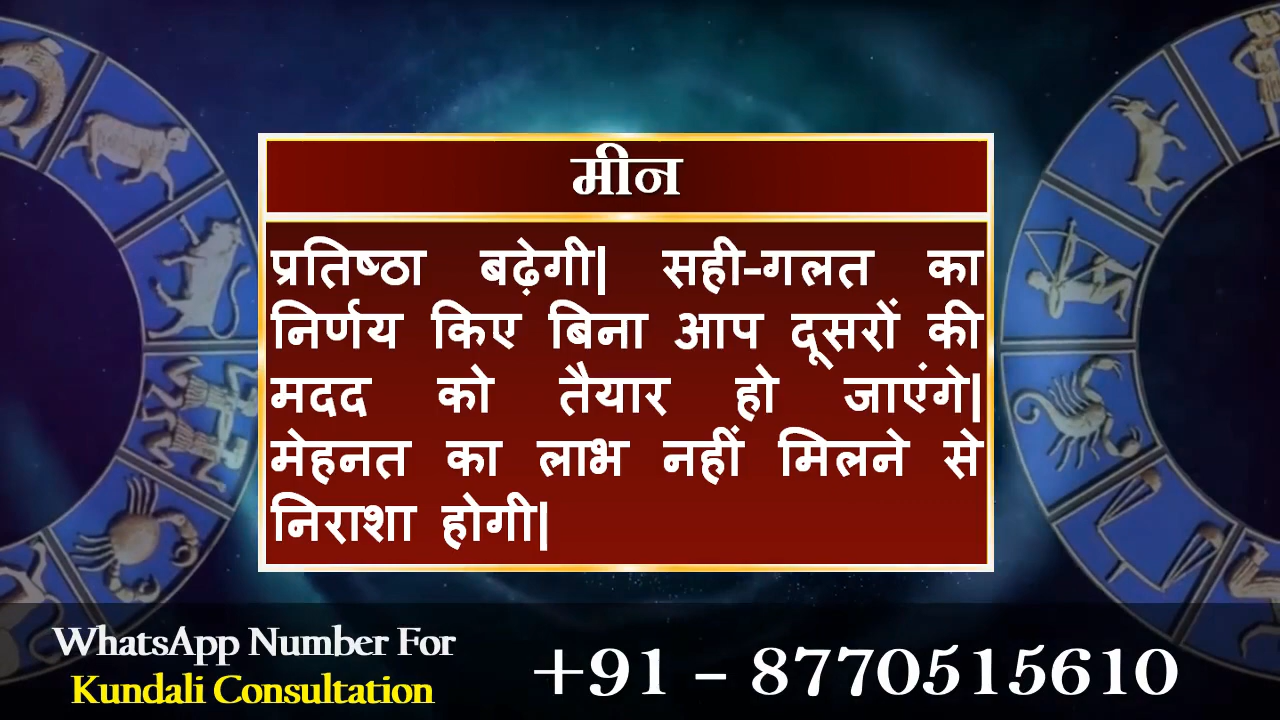 मीन
प्रतिष्ठा बढ़ेगी| सही-गलत का
निर्णय किए बिना आप दूसरों की
मदद को तैयार हो जाएंगे|
मेहनत का लाभ नहीं मिलने से
निराशा होगी|
WhatsApp Number For
Kundali Consultation
+91 - 8770515610